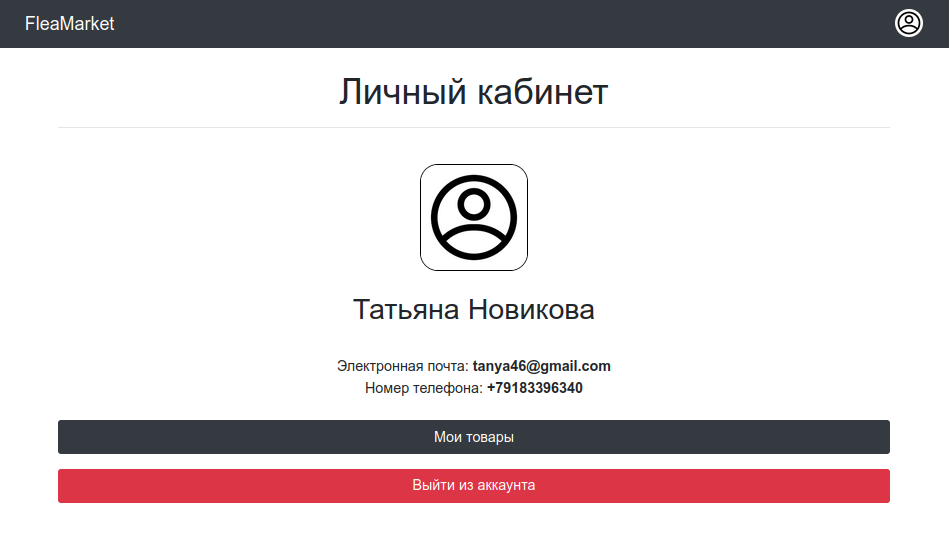 FleaMarket
Личный кабинет
Татьяна Новикова
Электронная почта: tanya46@gmail.com
Номер телефона: +79183396340
Мои товары
Выйти из аккаунта